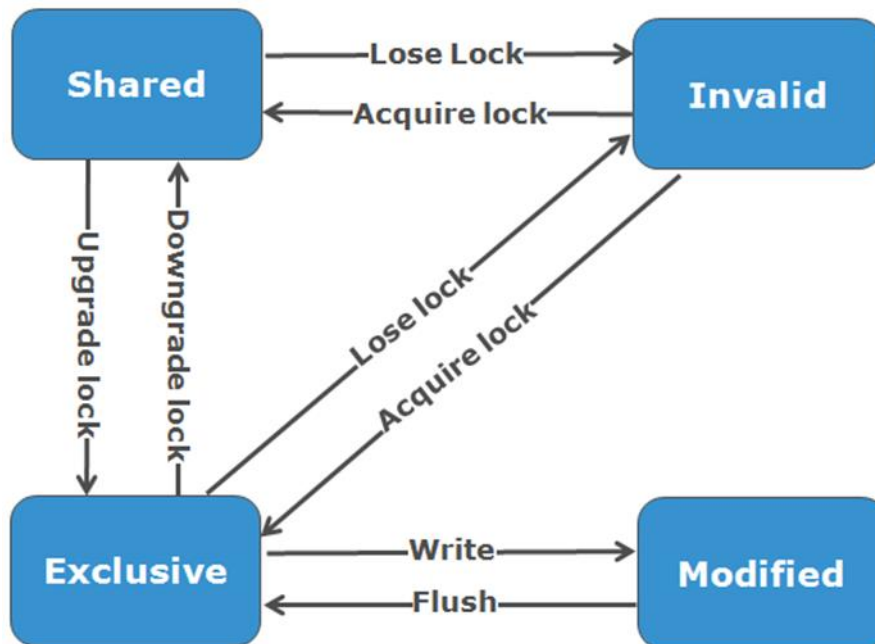 Shared
Lose Lock
Invalid
Acquire lock
Upgrade lock
Downgrade lock
Lose lock
Acquire lock
Exclusive
Write
Modified
Flush